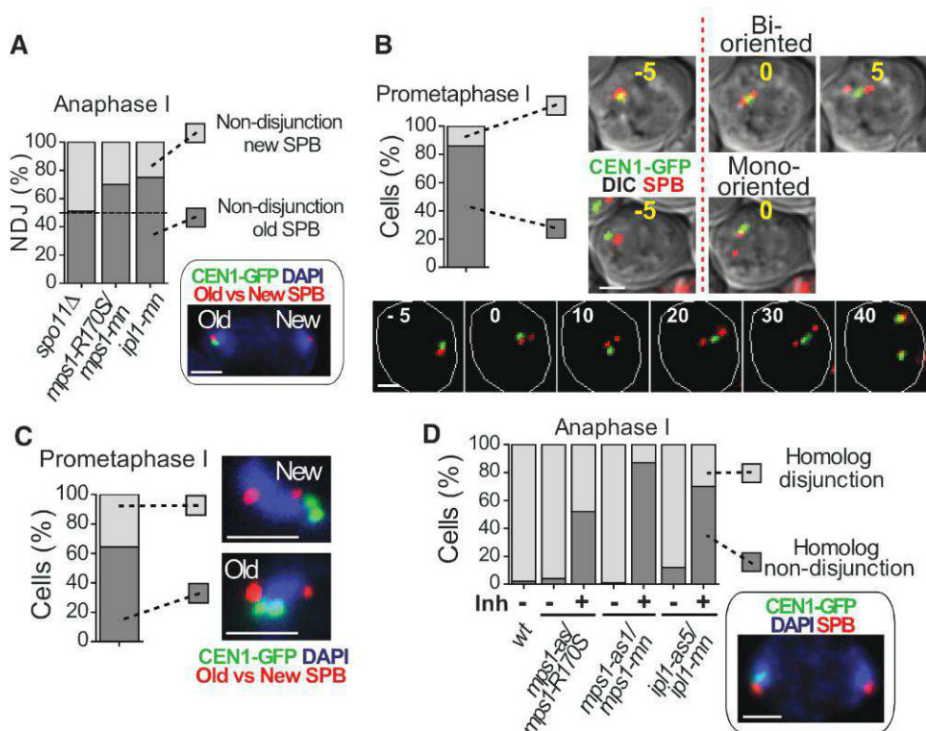 A
Anaphase I
NDJ (%)
100
80
60
40
20
0
spo11Δ
mps1-R170S/
mps1-mn
ipl1-mn
Non-disjunction
new SPB
Non-disjunction
old SPB
CEN1-GFP DAPI
Old vs New SPB
Old New
B
Prometaphase I
Cells (%)
100
80
60
40
20
0
Bi-
oriented
-5 0 5
CEN1-GFP
DIC SPB
Mono-
oriented
-5 0
- 5 0 10 20 30 40
C
Prometaphase I
Cells (%)
100
80
60
40
20
0
New
Old
CEN1-GFP DAPI
Old vs New SPB
D
Anaphase I
Cells (%)
100
80
60
40
20
0
Inh - - + - + - +
wt
mps1-as/
mps1-R170S
mps1-as1/
mps1-mn
ipl1-as5/
ipl1-mn
Homolog
disjunction
Homolog
non-disjunction
CEN1-GFP
DAPI SPB